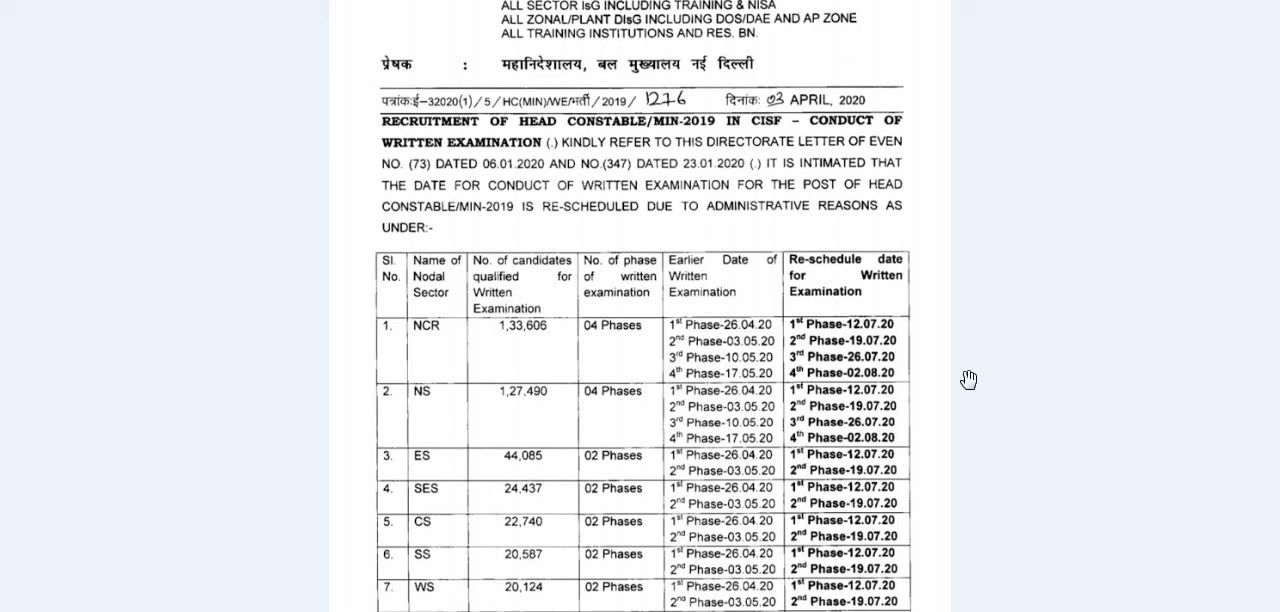 ALL SECTOR IsG INCLUDING TRAINING & NISA
ALL ZONAL/PLANT DIsG INCLUDING DOS/DAE AND AP ZONE
ALL TRAINING INSTITUTIONS AND RES. BN.
प्रेषक : महानिदेशालय, बल मुख्यालय नई दिल्ली
पत्रांक:ई-32020(1)/5/HC(MIN)/WE/भर्ती/2019/ 1276 दिनांक: 03 APRIL, 2020
RECRUITMENT OF HEAD CONSTABLE/MIN-2019 IN CISF – CONDUCT OF
WRITTEN EXAMINATION (.) KINDLY REFER TO THIS DIRECTORATE LETTER OF EVEN
NO. (73) DATED 06.01.2020 AND NO.(347) DATED 23.01.2020 (.) IT IS INTIMATED THAT
THE DATE FOR CONDUCT OF WRITTEN EXAMINATION FOR THE POST OF HEAD
CONSTABLE/MIN-2019 IS RE-SCHEDULED DUE TO ADMINISTRATIVE REASONS AS
UNDER:-
Sl. Name of No. of candidates No. of phase Earlier Date of Re-schedule date
No. Nodal qualified for of written Written for Written
Sector Written examination Examination Examination
Examination
1. NCR 1,33,606 04 Phases 1st Phase-26.04.20 1st Phase-12.07.20
2nd Phase-03.05.20 2nd Phase-19.07.20
3rd Phase-10.05.20 3rd Phase-26.07.20
4th Phase-17.05.20 4th Phase-02.08.20
2. NS 1,27,490 04 Phases 1st Phase-26.04.20 1st Phase-12.07.20
2nd Phase-03.05.20 2nd Phase-19.07.20
3rd Phase-10.05.20 3rd Phase-26.07.20
4th Phase-17.05.20 4th Phase-02.08.20
3. ES 44,085 02 Phases 1st Phase-26.04.20 1st Phase-12.07.20
2nd Phase-03.05.20 2nd Phase-19.07.20
4. SES 24,437 02 Phases 1st Phase-26.04.20 1st Phase-12.07.20
2nd Phase-03.05.20 2nd Phase-19.07.20
5. CS 22,740 02 Phases 1st Phase-26.04.20 1st Phase-12.07.20
2nd Phase-03.05.20 2nd Phase-19.07.20
6. SS 20,587 02 Phases 1st Phase-26.04.20 1st Phase-12.07.20
2nd Phase-03.05.20 2nd Phase-19.07.20
7. WS 20,124 02 Phases 1st Phase-26.04.20 1st Phase-12.07.20
2nd Phase-03.05.20 2nd Phase-19.07.20